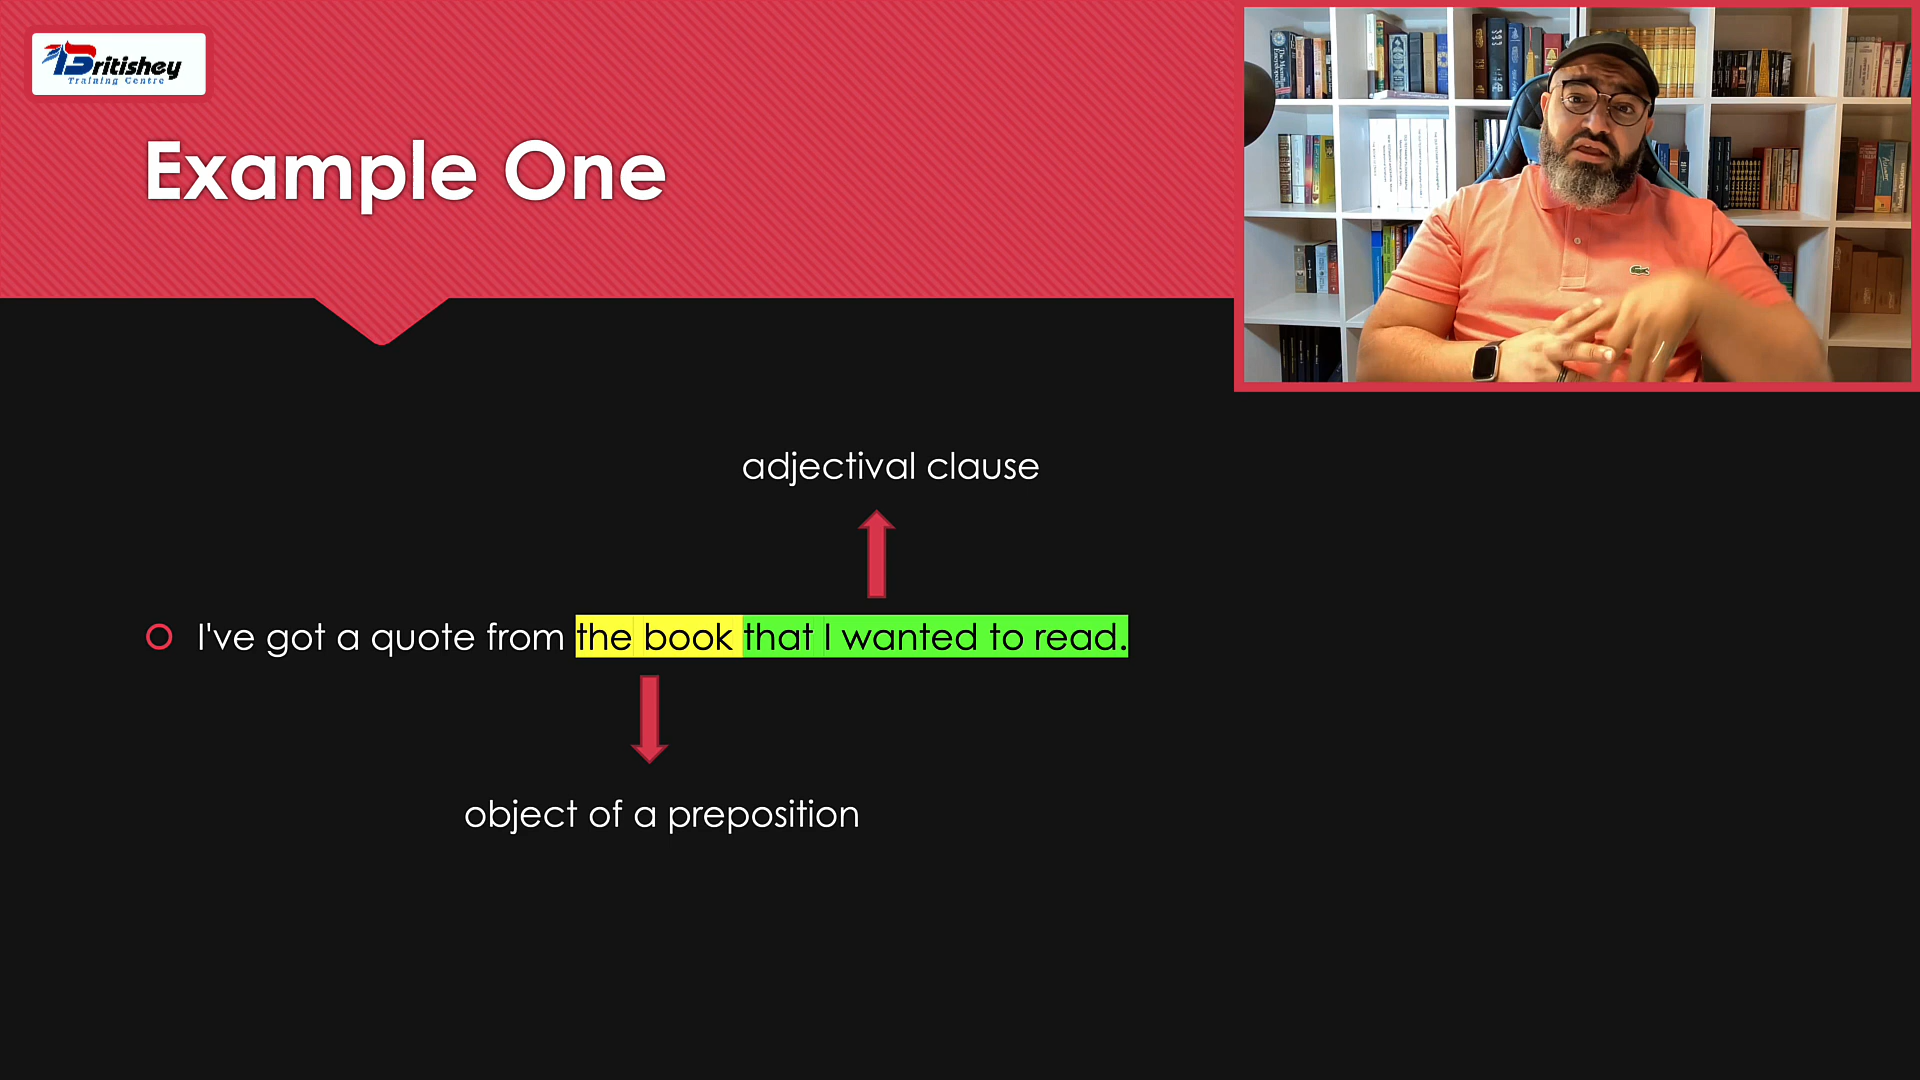 Britishey
Training Centre
Example One
adjectival clause
I've got a quote from the book that I wanted to read.
object of a preposition